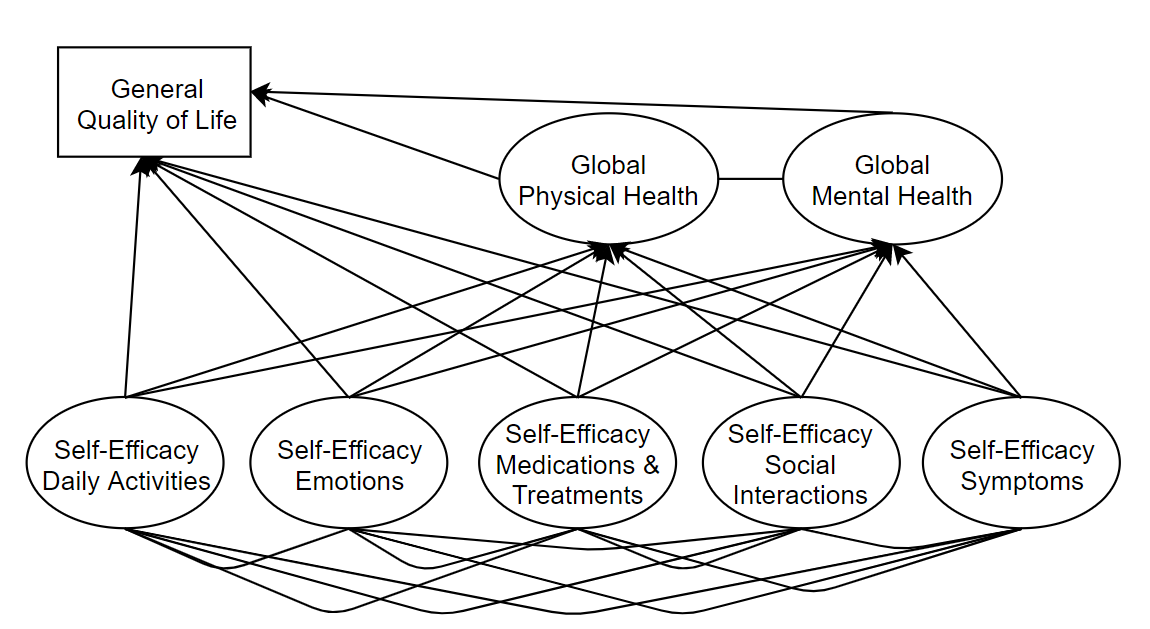 General
Quality of Life
Global
Physical Health
Global
Mental Health
Self-Efficacy
Daily Activities
Self-Efficacy
Emotions
Self-Efficacy
Medications &
Treatments
Self-Efficacy
Social
Interactions
Self-Efficacy
Symptoms